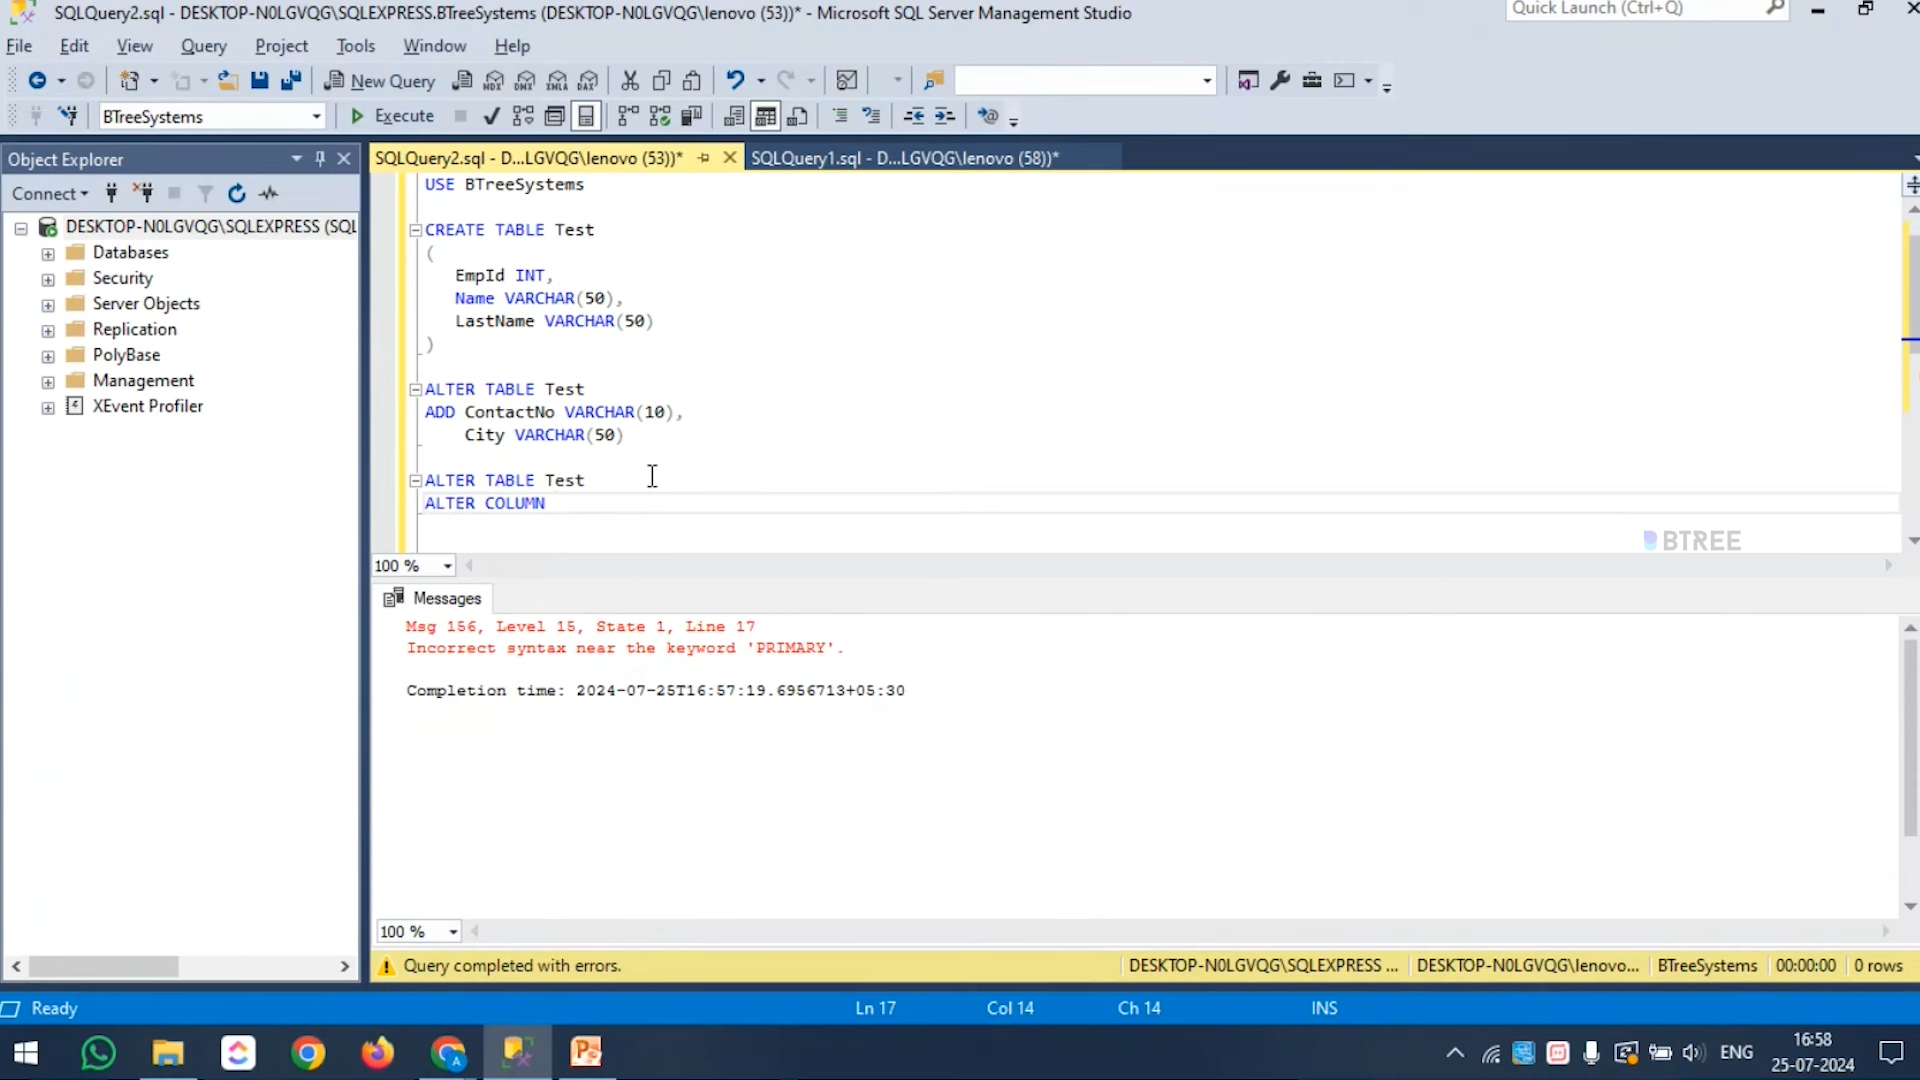 SQLQuery2.sql - DESKTOP-N0LGVQG\SQLEXPRESS.BTreeSystems (DESKTOP-N0LGVQG\lenovo (53))* - Microsoft SQL Server Management Studio
Quick Launch (Ctrl+Q)
File Edit View Query Project Tools Window Help
New Query MDX DMX XMLA DAX
BTreeSystems Execute
Object Explorer
SQLQuery2.sql - D...LGVQG\lenovo (53))* SQLQuery1.sql - D...LGVQG\lenovo (58))*
Connect
DESKTOP-N0LGVQG\SQLEXPRESS (SQL
Databases
Security
Server Objects
Replication
PolyBase
Management
XEvent Profiler
USE BTreeSystems
CREATE TABLE Test
(
EmpId INT,
Name VARCHAR(50),
LastName VARCHAR(50)
)
ALTER TABLE Test
ADD ContactNo VARCHAR(10),
City VARCHAR(50)
ALTER TABLE Test
ALTER COLUMN
BTREE
100 %
Messages
Msg 156, Level 15, State 1, Line 17
Incorrect syntax near the keyword 'PRIMARY'.
Completion time: 2024-07-25T16:57:19.6956713+05:30
100 %
Query completed with errors. DESKTOP-N0LGVQG\SQLEXPRESS ... DESKTOP-N0LGVQG\lenovo... BTreeSystems 00:00:00 0 rows
Ready Ln 17 Col 14 Ch 14 INS
ENG
16:58
25-07-2024